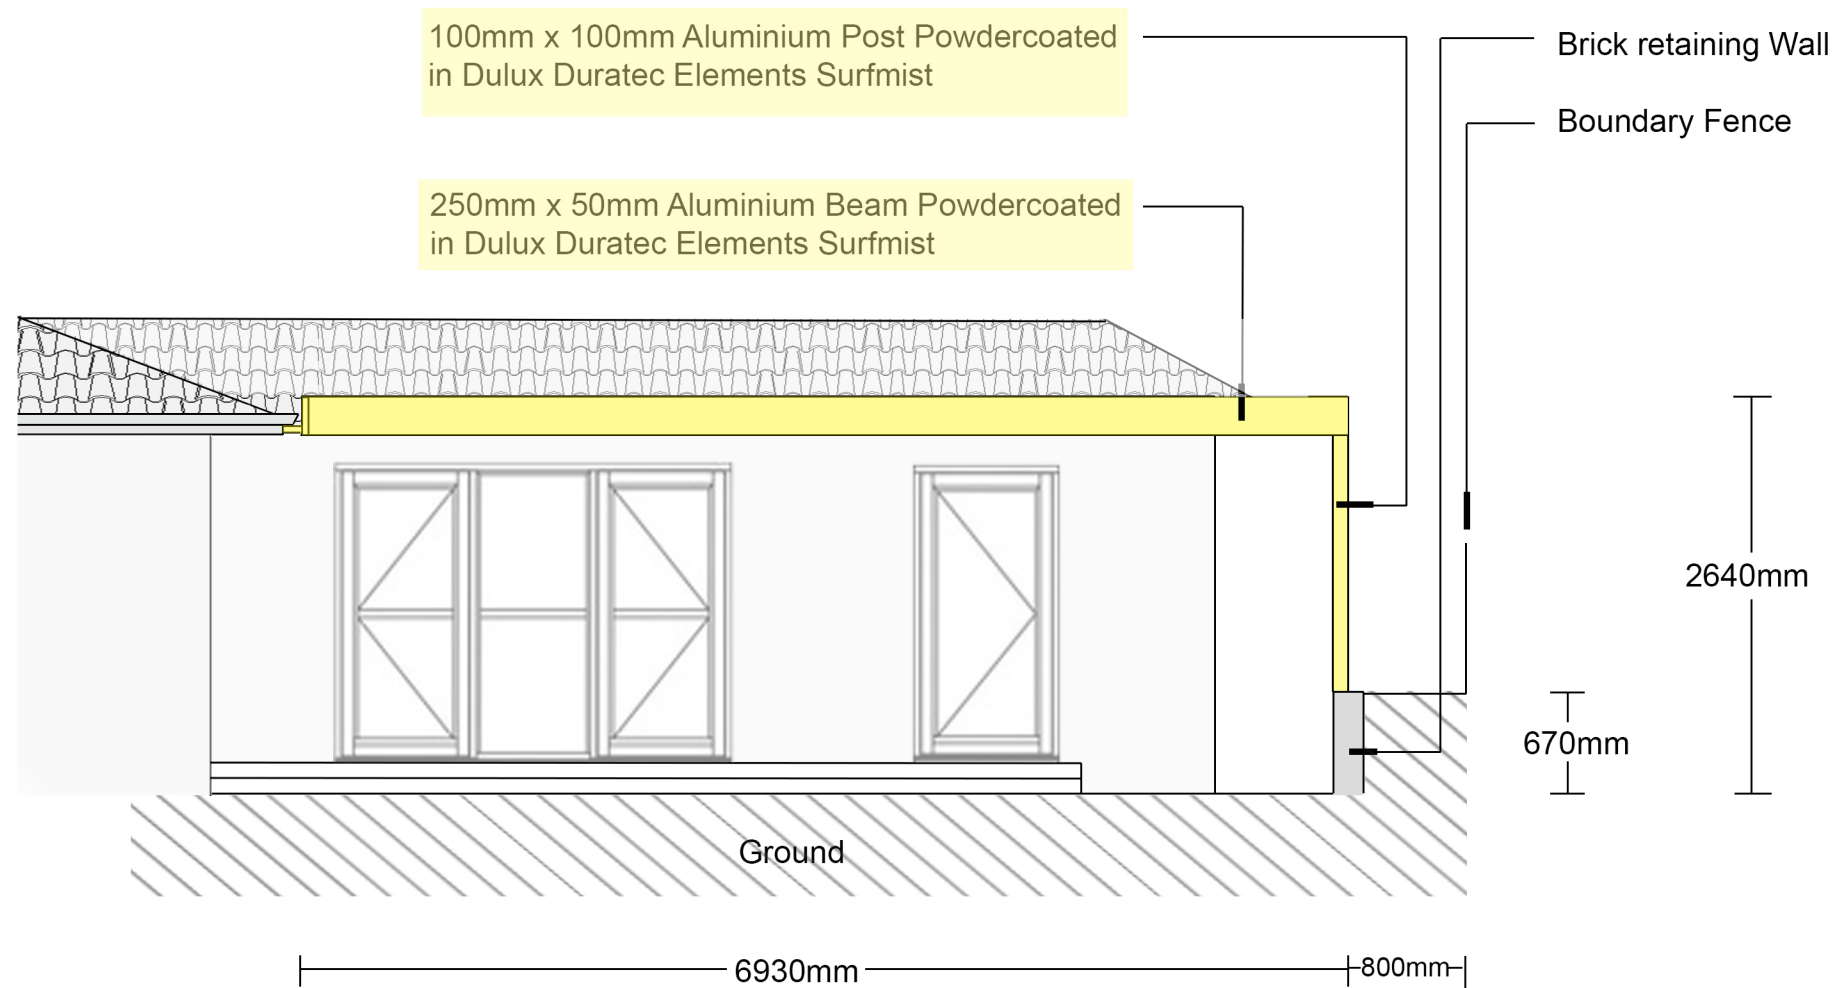 100mm x 100mm Aluminium Post Powdercoated
in Dulux Duratec Elements Surfmist
Brick retaining Wall
Boundary Fence
250mm x 50mm Aluminium Beam Powdercoated
in Dulux Duratec Elements Surfmist
2640mm
670mm
Ground
6930mm
800mm